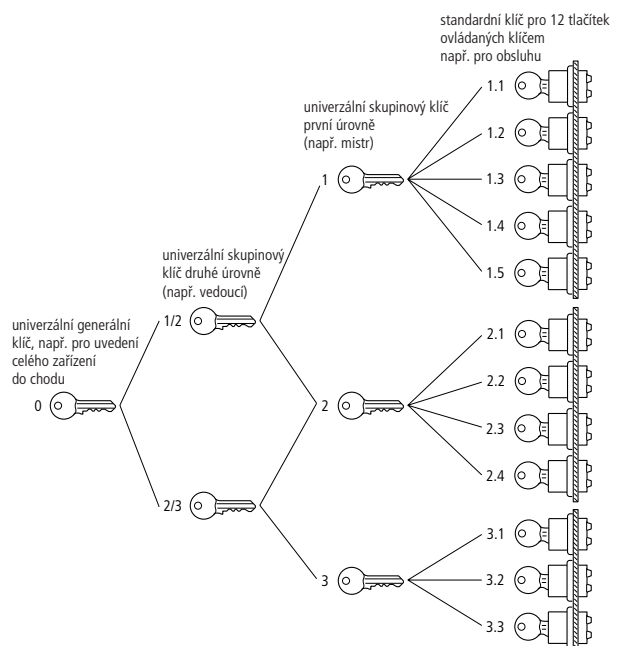 standardní klíč pro 12 tlačítek
ovládaných klíčem
např. pro obsluhu
univerzální skupinový klíč
první úrovně
(např. mistr)
univerzální skupinový
klíč druhé úrovně
(např. vedoucí)
univerzální generální
klíč, např. pro uvedení
celého zařízení
do chodu
0
1/2
2/3
1
2
3
1.1
1.2
1.3
1.4
1.5
2.1
2.2
2.3
2.4
3.1
3.2
3.3